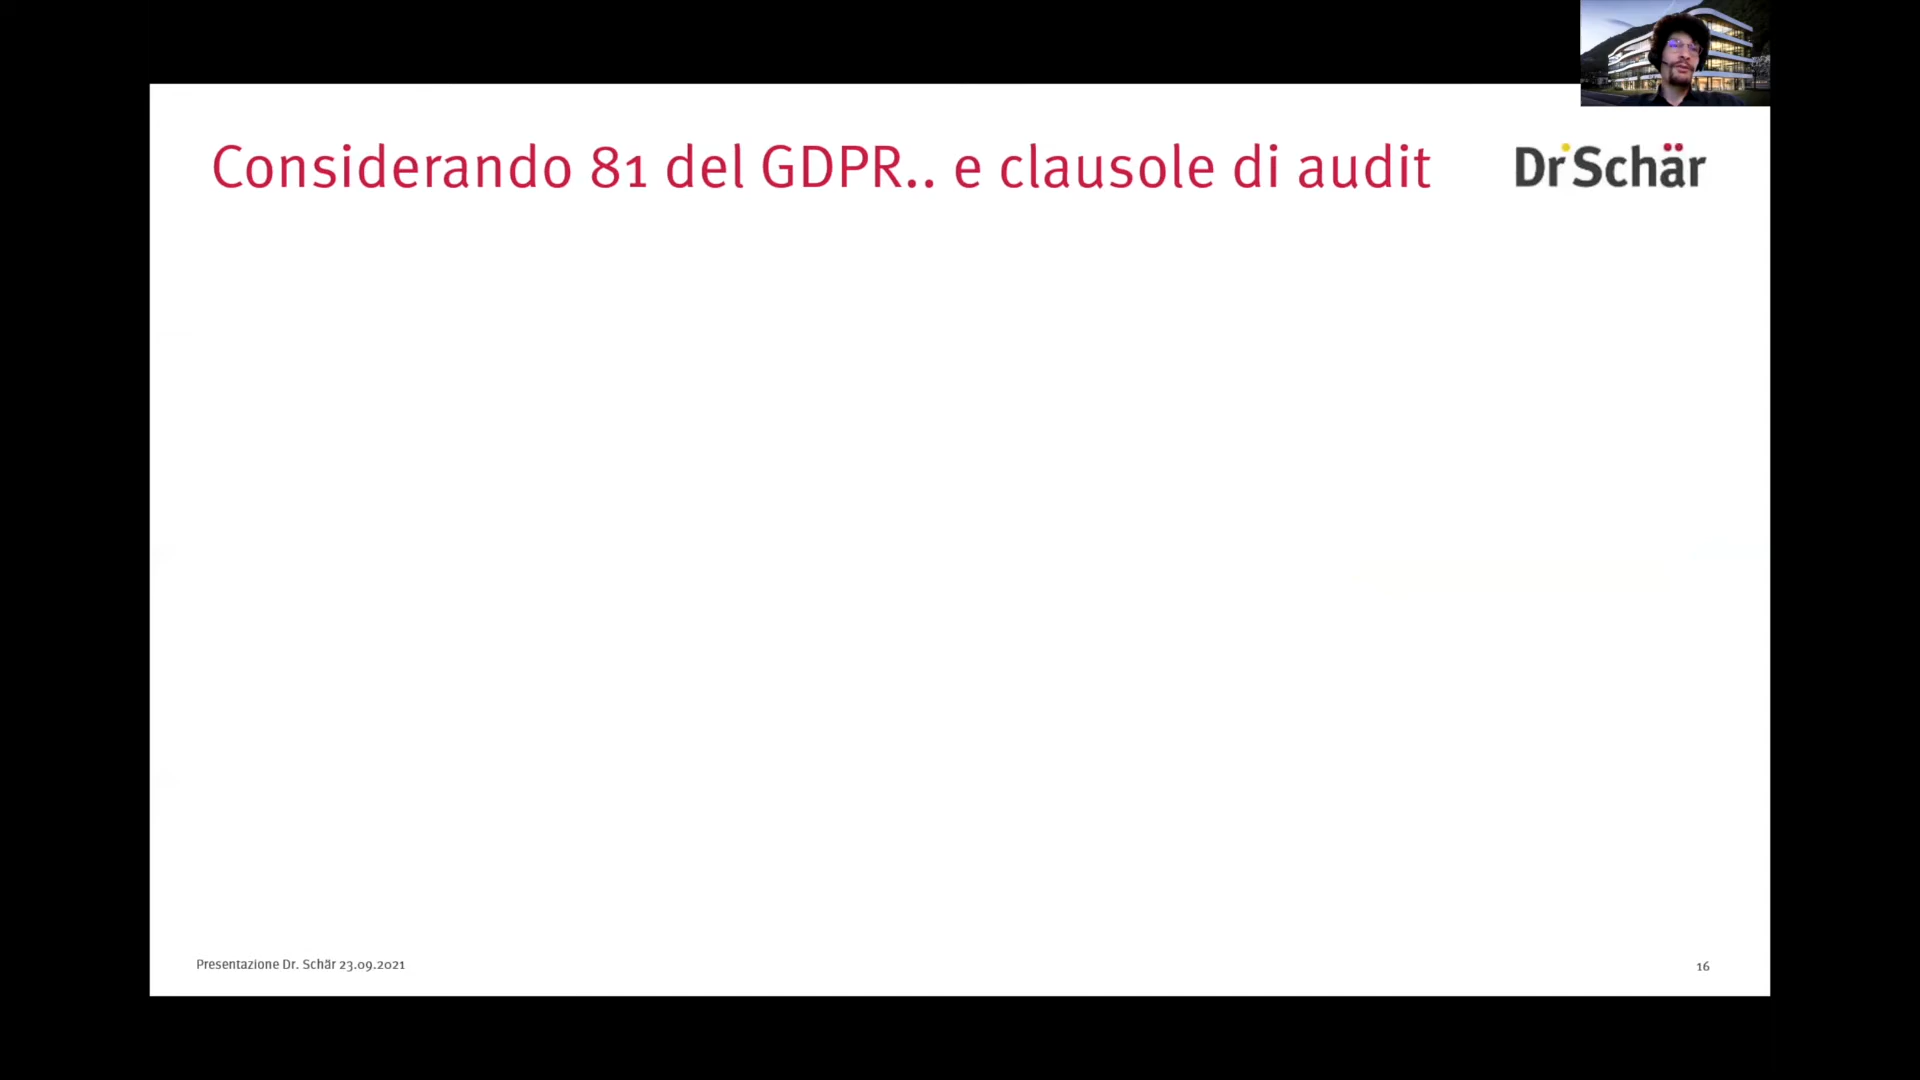 Considerando 81 del GDPR.. e clausole di audit
Dr Schär
Presentazione Dr. Schär 23.09.2021
16